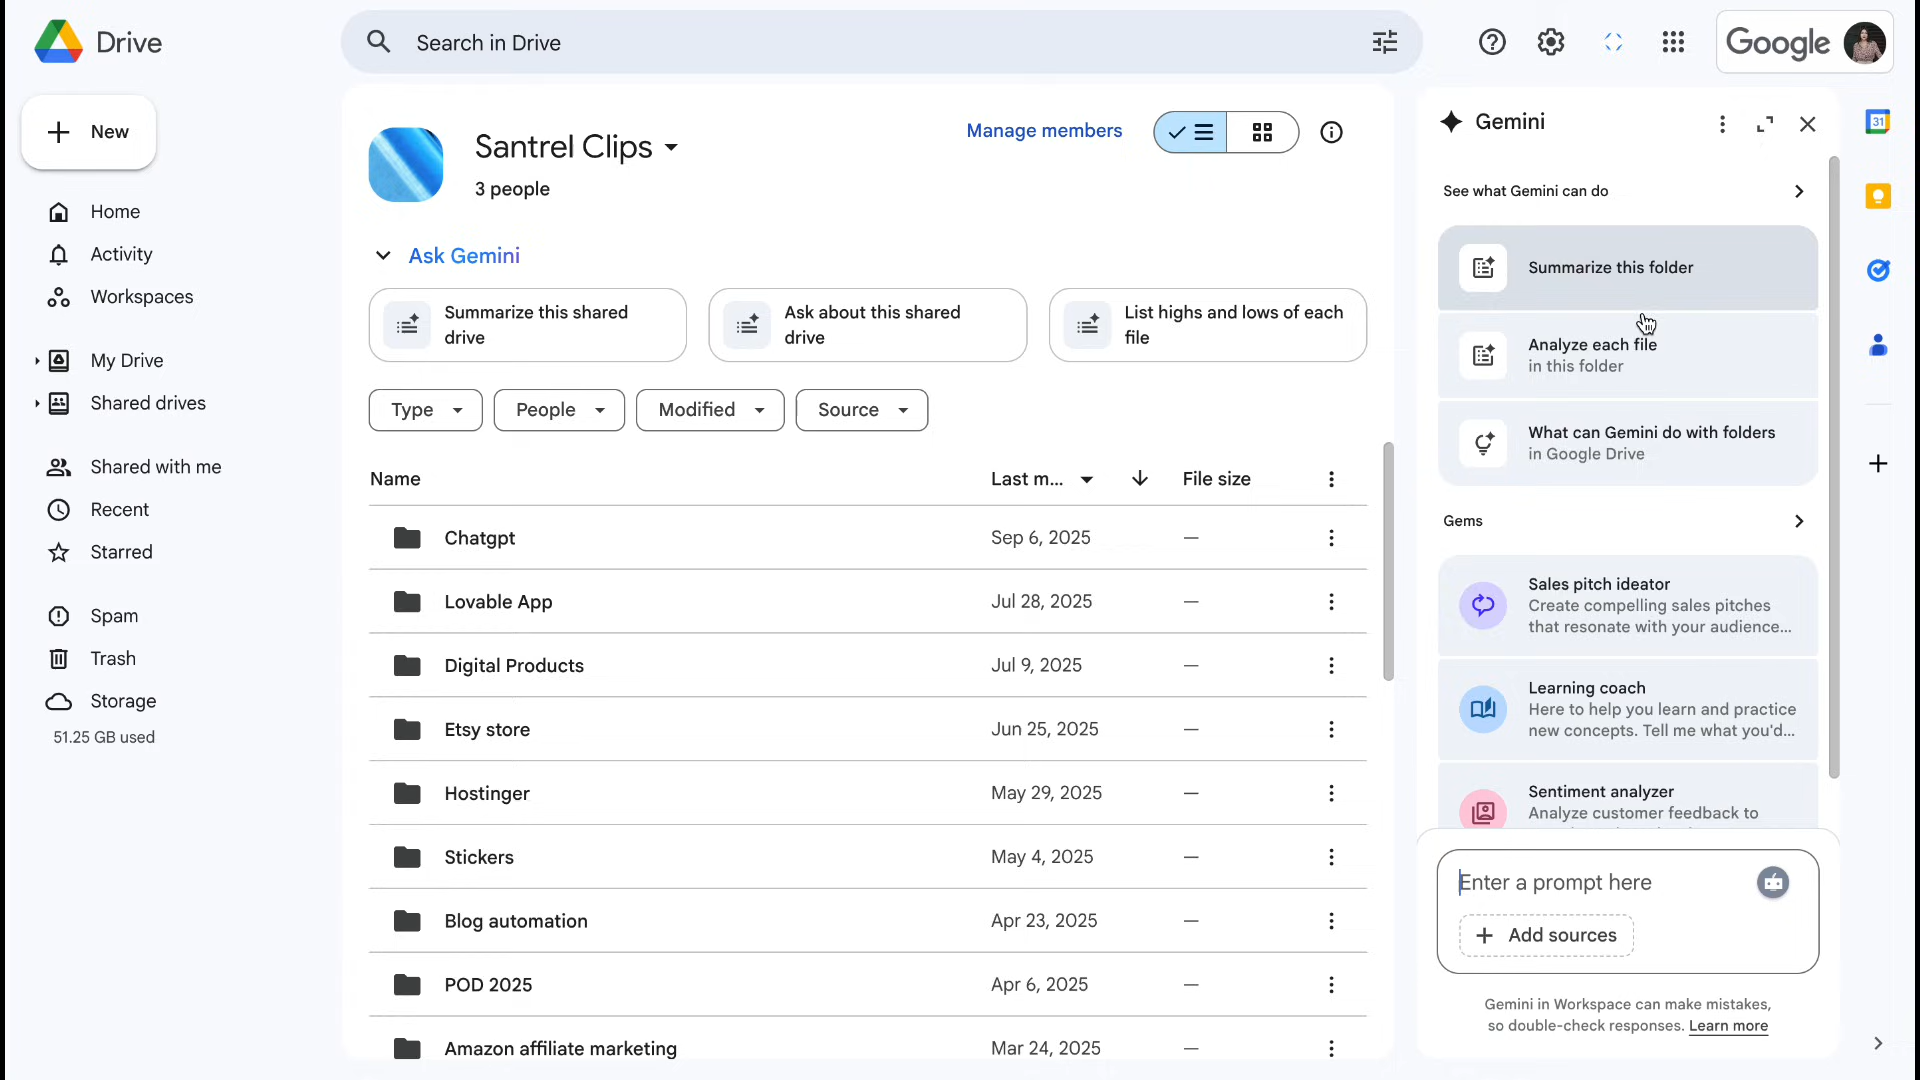 Drive
Search in Drive
Google
New
Home
Activity
Workspaces
My Drive
Shared drives
Shared with me
Recent
Starred
Spam
Trash
Storage
51.25 GB used
Santrel Clips
3 people
Manage members
Ask Gemini
Summarize this shared
drive
Ask about this shared
drive
List highs and lows of each
file
Type
People
Modified
Source
Name
Last m...
File size
Chatgpt
Sep 6, 2025
—
Lovable App
Jul 28, 2025
—
Digital Products
Jul 9, 2025
—
Etsy store
Jun 25, 2025
—
Hostinger
May 29, 2025
—
Stickers
May 4, 2025
—
Blog automation
Apr 23, 2025
—
POD 2025
Apr 6, 2025
—
Amazon affiliate marketing
Mar 24, 2025
—
Gemini
See what Gemini can do
Summarize this folder
Analyze each file
in this folder
What can Gemini do with folders
in Google Drive
Gems
Sales pitch ideator
Create compelling sales pitches
that resonate with your audience...
Learning coach
Here to help you learn and practice
new concepts. Tell me what you'd...
Sentiment analyzer
Analyze customer feedback to
Enter a prompt here
Add sources
Gemini in Workspace can make mistakes,
so double-check responses. Learn more
31